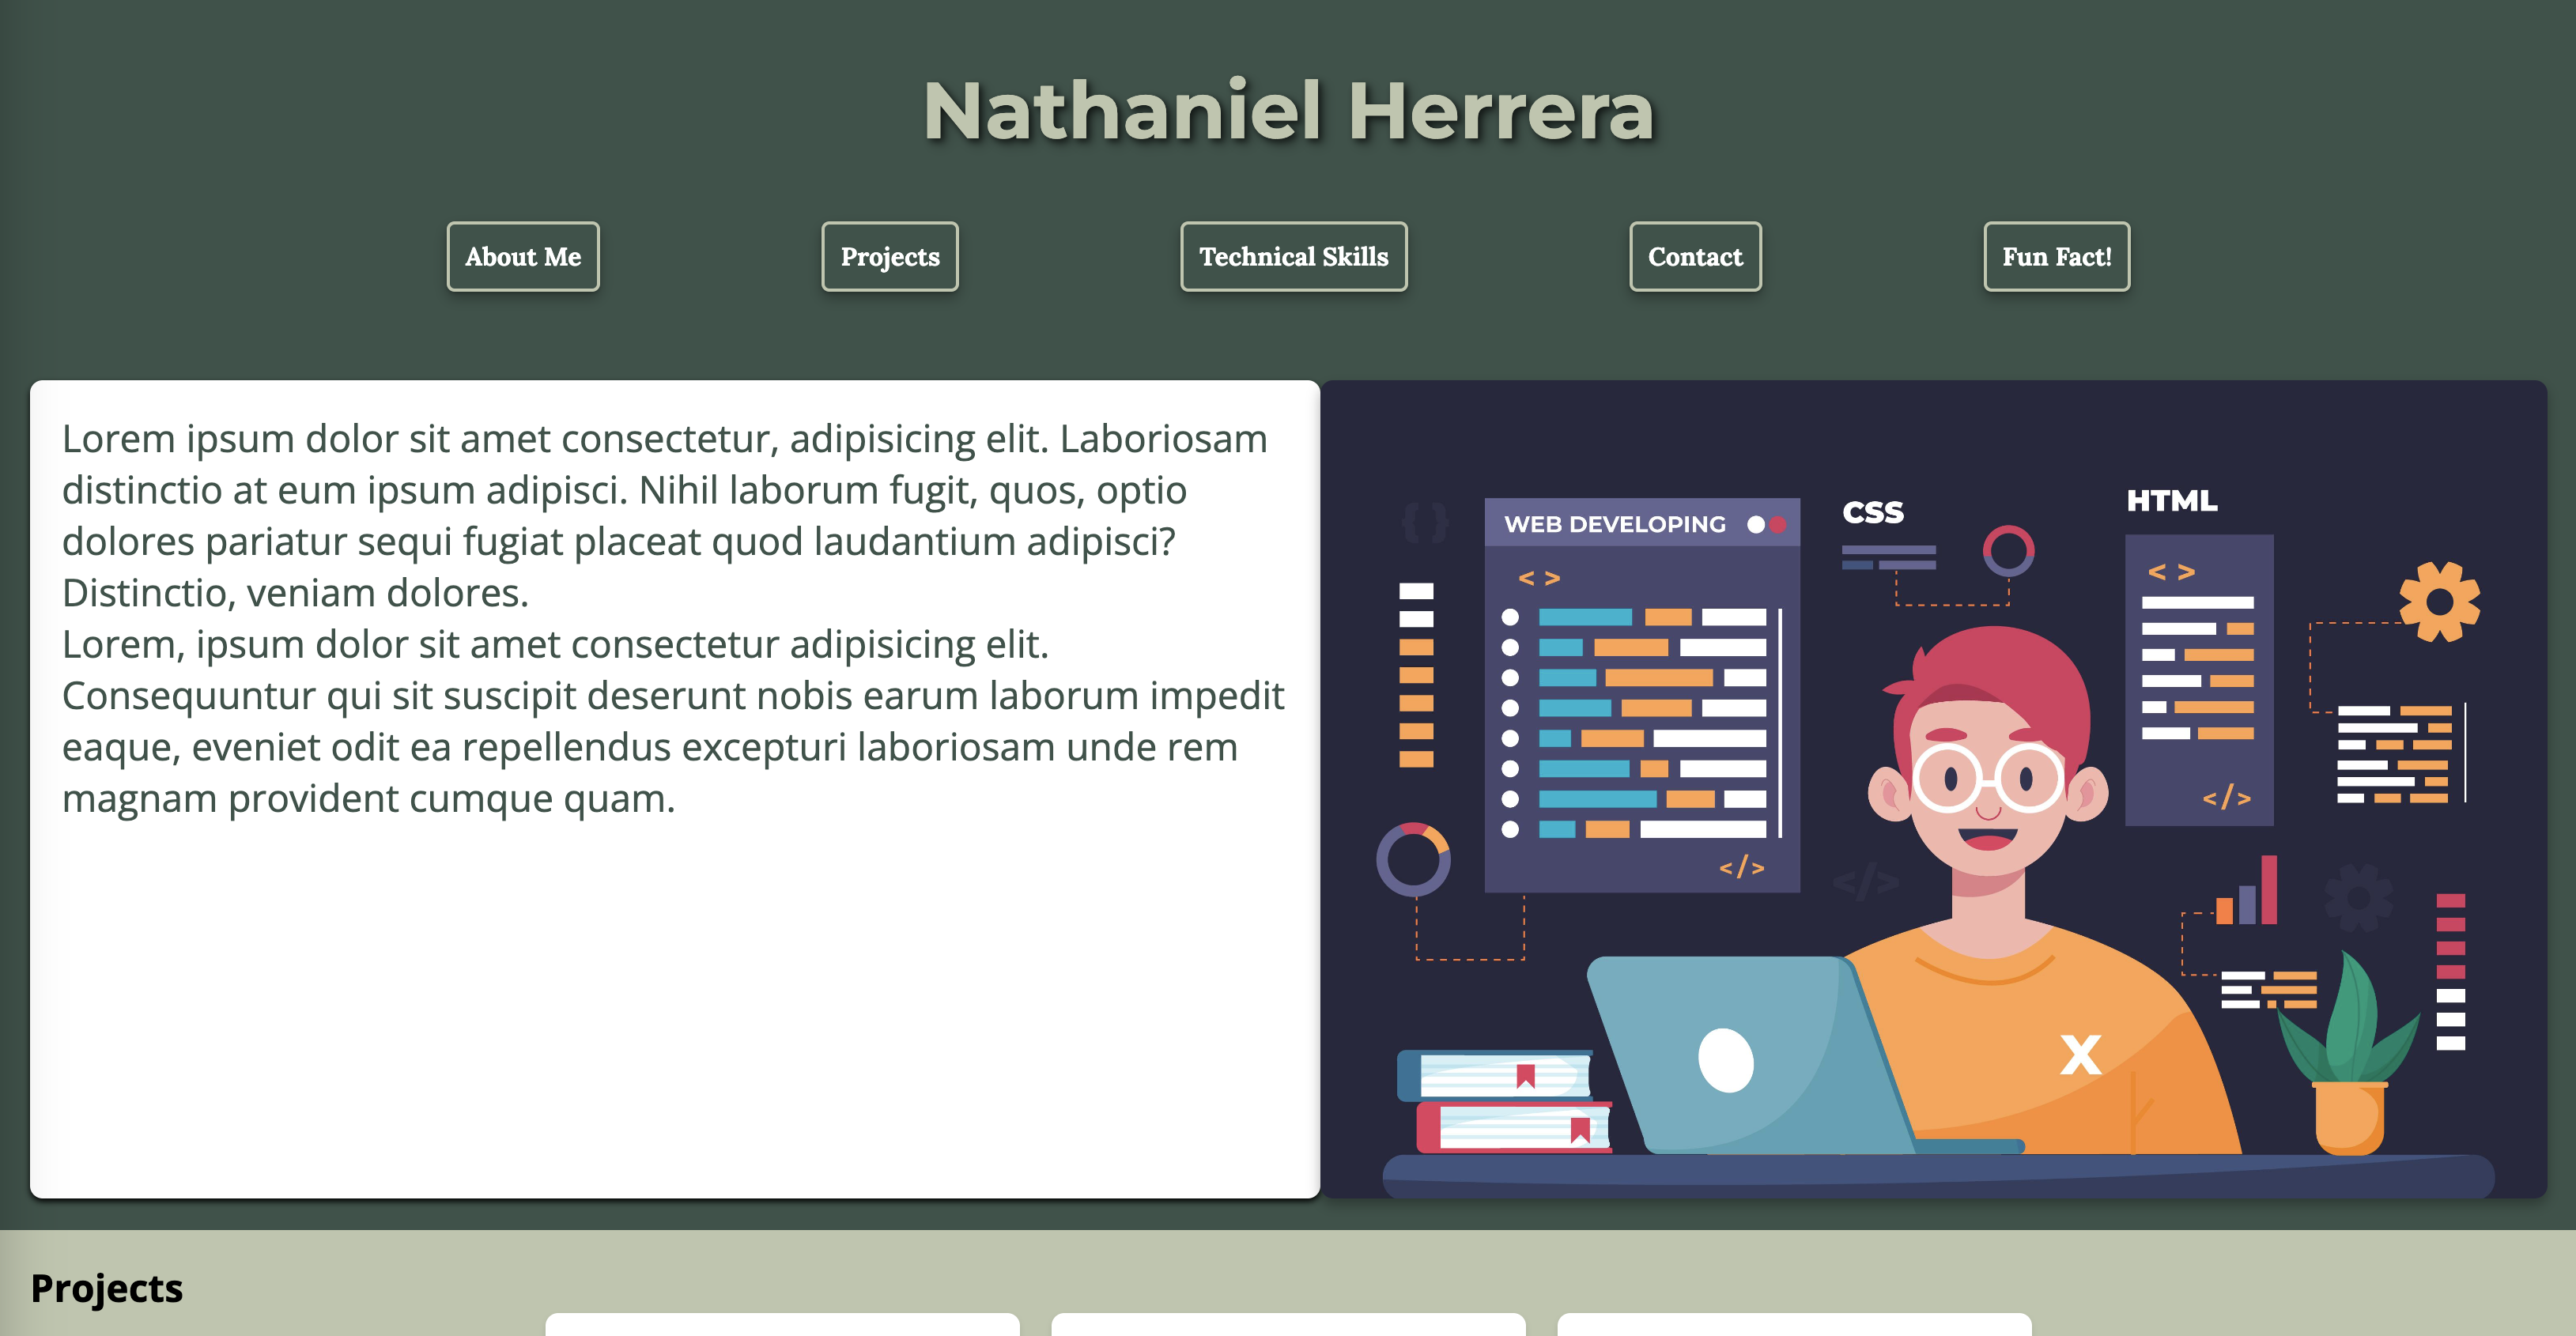 Nathaniel Herrera
About Me
Projects
Technical Skills
Contact
Fun Fact!
Lorem ipsum dolor sit amet consectetur, adipisicing elit. Laboriosam
distinctio at eum ipsum adipisci. Nihil laborum fugit, quos, optio
dolores pariatur sequi fugiat placeat quod laudantium adipisci?
Distinctio, veniam dolores.
Lorem, ipsum dolor sit amet consectetur adipisicing elit.
Consequuntur qui sit suscipit deserunt nobis earum laborum impedit
eaque, eveniet odit ea repellendus excepturi laboriosam unde rem
magnam provident cumque quam.
{ }
WEB DEVELOPING
< >
</>
CSS
HTML
< >
</>
</>
X
Projects